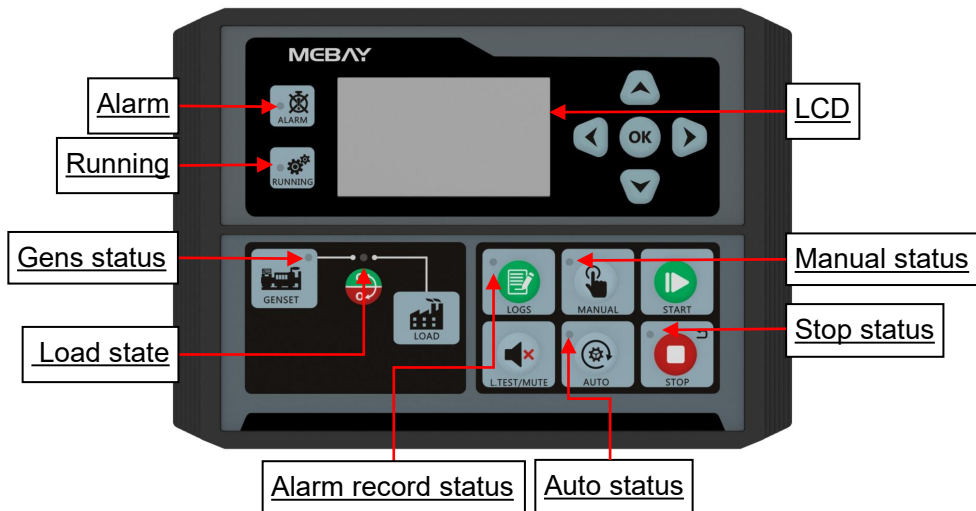 MEBAY
Alarm
ALARM
LCD
OK
Running
RUNNING
Gens status
GENSET
Load state
LOAD
LOGS
MANUAL
START
Manual status
L.TEST/MUTE
AUTO
STOP
Stop status
Alarm record status
Auto status